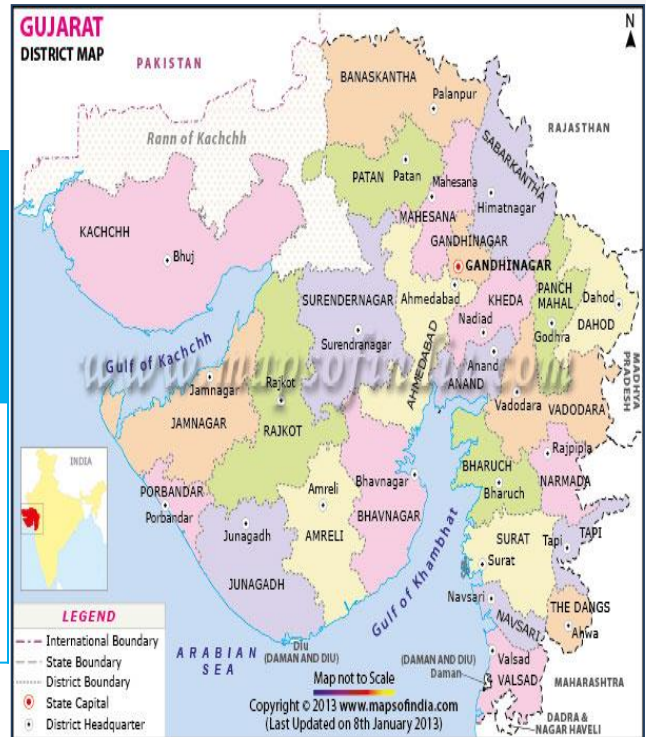 GUJARAT
DISTRICT MAP
N
PAKISTAN
BANASKANTHA
Palanpur
RAJASTHAN
Rann of Kachchh
SABARKANTHA
PATAN
Patan
Mahesana
Himatnagar
MAHESANA
KACHCHH
GANDHINAGAR
Bhuj
GANDHINAGAR
SURENDERNAGAR
Ahmedabad
KHEDA
PANCH
MAHAL
Dahod
DAHOD
Nadiad
Godhra
Surendranagar
AHMEDABAD
Gulf of Kachchh
Anand
ANAND
MADHYA
PRADESH
www.mapsofindia.com
Jamnagar
Rajkot
Vadodara
VADODARA
JAMNAGAR
RAJKOT
Rajpipla
INDIA
BHARUCH
Bharuch
NARMADA
Bhavnagar
PORBANDAR
Porbandar
Amreli
BHAVNAGAR
AMRELI
Junagadh
JUNAGADH
Gulf of Khambhat
SURAT
Surat
Tapi
TAPI
Navsari
NAVSARI
THE DANGS
Ahwa
LEGEND
International Boundary
State Boundary
District Boundary
State Capital
District Headquarter
ARABIAN
SEA
Diu
(DAMAN AND DIU)
(DAMAN AND DIU)
Daman
Valsad
VALSAD
MAHARASHTRA
DADRA &
NAGAR HAVELI
Map not to Scale
Copyright © 2013 www.mapsofindia.com
(Last Updated on 8th January 2013)